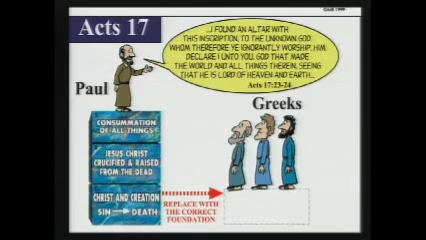 Acts 17
...I FOUND AN ALTAR WITH
THIS INSCRIPTION, TO THE UNKNOWN GOD.
WHOM THEREFORE YE IGNORANTLY WORSHIP, HIM
DECLARE I UNTO YOU. GOD THAT MADE
THE WORLD AND ALL THINGS THEREIN, SEEING
THAT HE IS LORD OF HEAVEN AND EARTH...
Acts 17:23-24
Paul
Greeks
CONSUMMATION
OF ALL THINGS
JESUS CHRIST
CRUCIFIED & RAISED
FROM THE DEAD
CHRIST AND CREATION
SIN → DEATH
REPLACE WITH
THE CORRECT
FOUNDATION